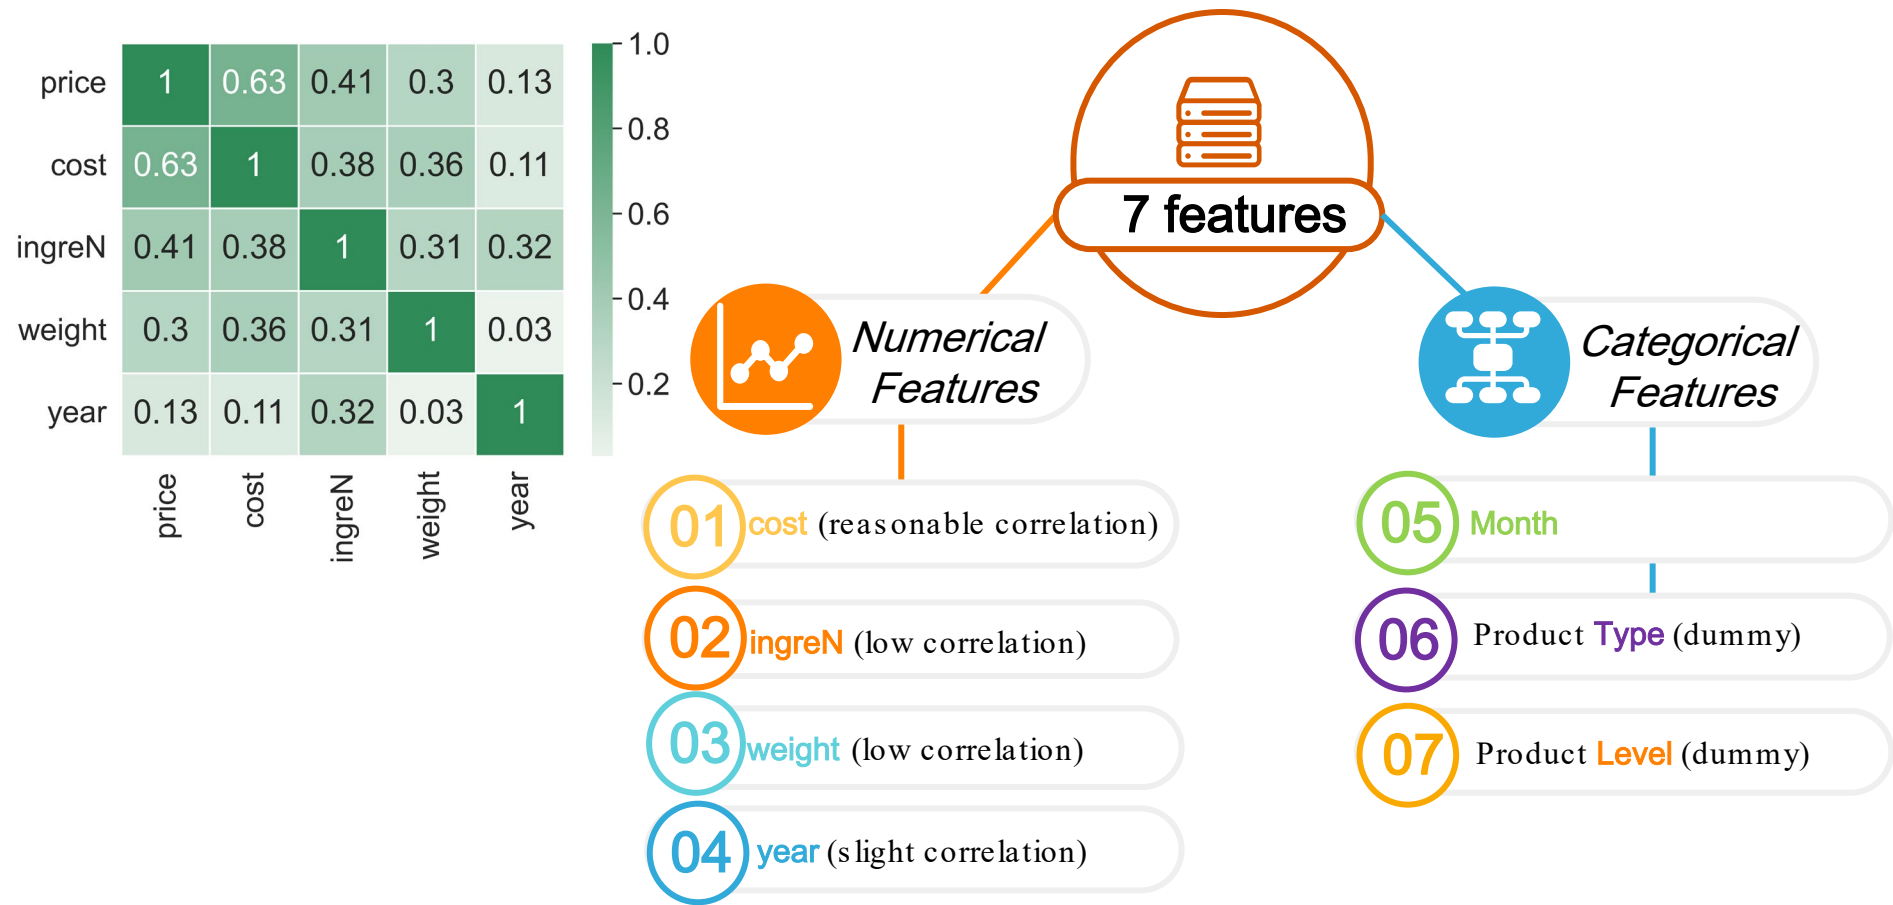 price 1 0.63 0.41 0.3 0.13
cost 0.63 1 0.38 0.36 0.11
ingreN 0.41 0.38 1 0.31 0.32
weight 0.3 0.36 0.31 1 0.03
year 0.13 0.11 0.32 0.03 1
price cost ingreN weight year
1.0
0.8
0.6
0.4
0.2
7 features
Numerical
Features
01 cost (reasonable correlation)
02 ingreN (low correlation)
03 weight (low correlation)
04 year (slight correlation)
Categorical
Features
05 Month
06 Product Type (dummy)
07 Product Level (dummy)